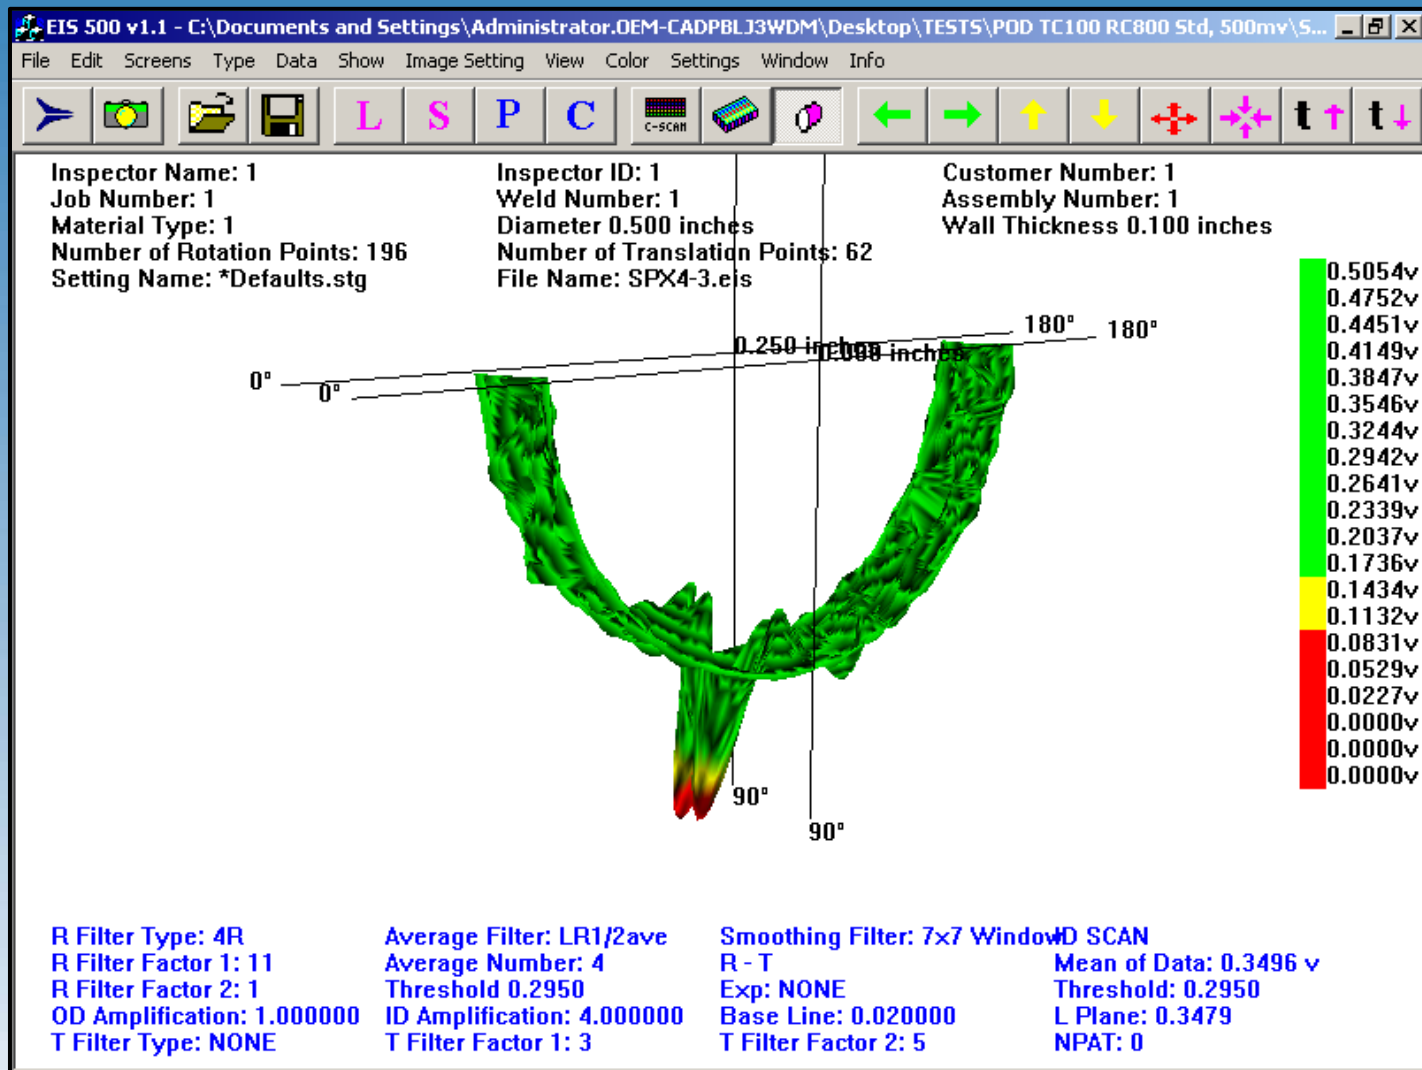 EIS 500 v1.1 - C:\Documents and Settings\Administrator.OEM-CADPBLJ3WDM\Desktop\TESTS\POD TC100 RC800 Std, 500mv\S...
File Edit Screens Type Data Show Image Setting View Color Settings Window Info
L S P C C-SCAN t t
Inspector Name: 1 Inspector ID: 1 Customer Number: 1
Job Number: 1 Weld Number: 1 Assembly Number: 1
Material Type: 1 Diameter 0.500 inches Wall Thickness 0.100 inches
Number of Rotation Points: 196 Number of Translation Points: 62
Setting Name: *Defaults.stg File Name: SPX4-3.eis
0.5054v
0.4752v
0.4451v
0.4149v
0.3847v
0.3546v
0.3244v
0.2942v
0.2641v
0.2339v
0.2037v
0.1736v
0.1434v
0.1132v
0.0831v
0.0529v
0.0227v
0.0000v
0.0000v
0.0000v
180° 180°
0.250 inches
inches
0°
0°
90°
90°
R Filter Type: 4R Average Filter: LR1/2ave Smoothing Filter: 7x7 Window ID SCAN
R Filter Factor 1: 11 Average Number: 4 R - T Mean of Data: 0.3496 v
R Filter Factor 2: 1 Threshold 0.2950 Exp: NONE Threshold: 0.2950
OD Amplification: 1.000000 ID Amplification: 4.000000 Base Line: 0.020000 L Plane: 0.3479
T Filter Type: NONE T Filter Factor 1: 3 T Filter Factor 2: 5 NPAT: 0